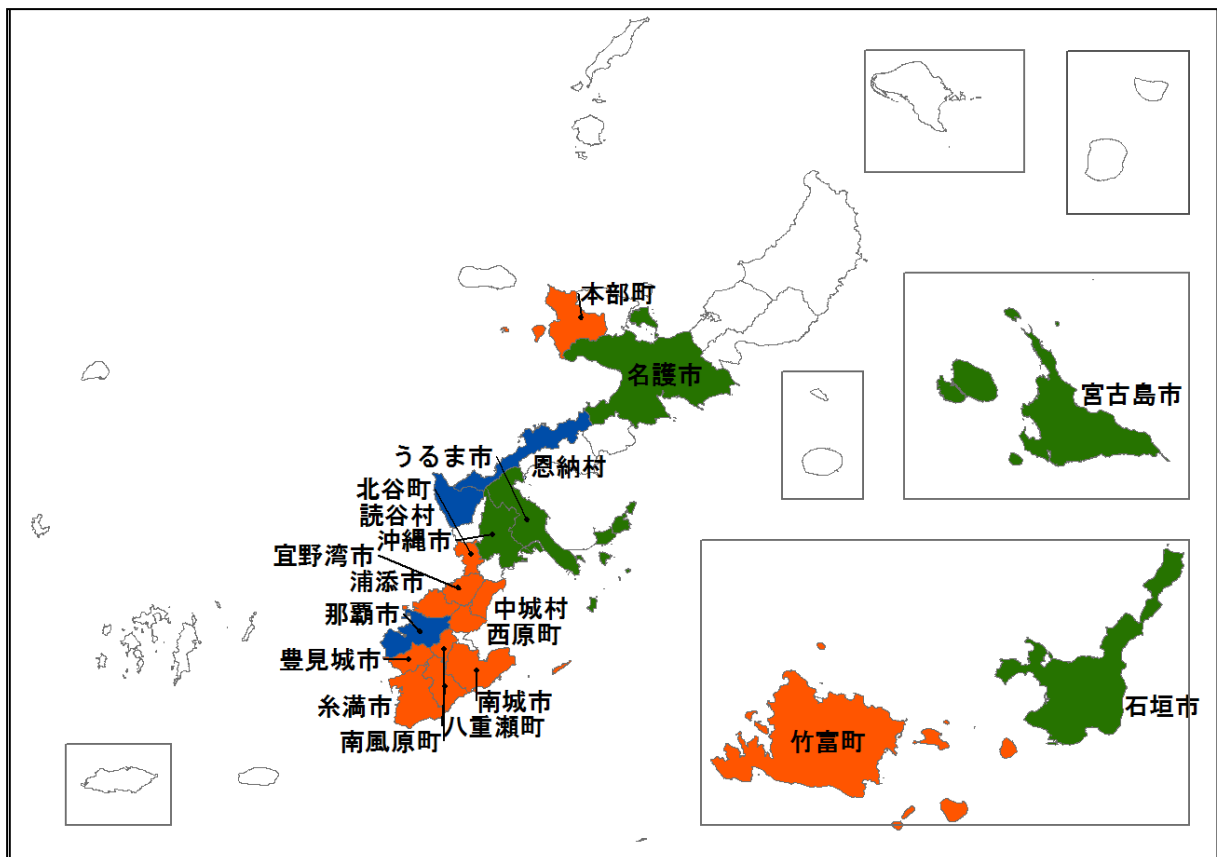 本部町
名護市
宮古島市
うるま市
恩納村
北谷町
読谷村
沖縄市
宜野湾市
浦添市
那覇市
中城村
西原町
豊見城市
糸満市
南城市
八重瀬町
南風原町
石垣市
竹富町